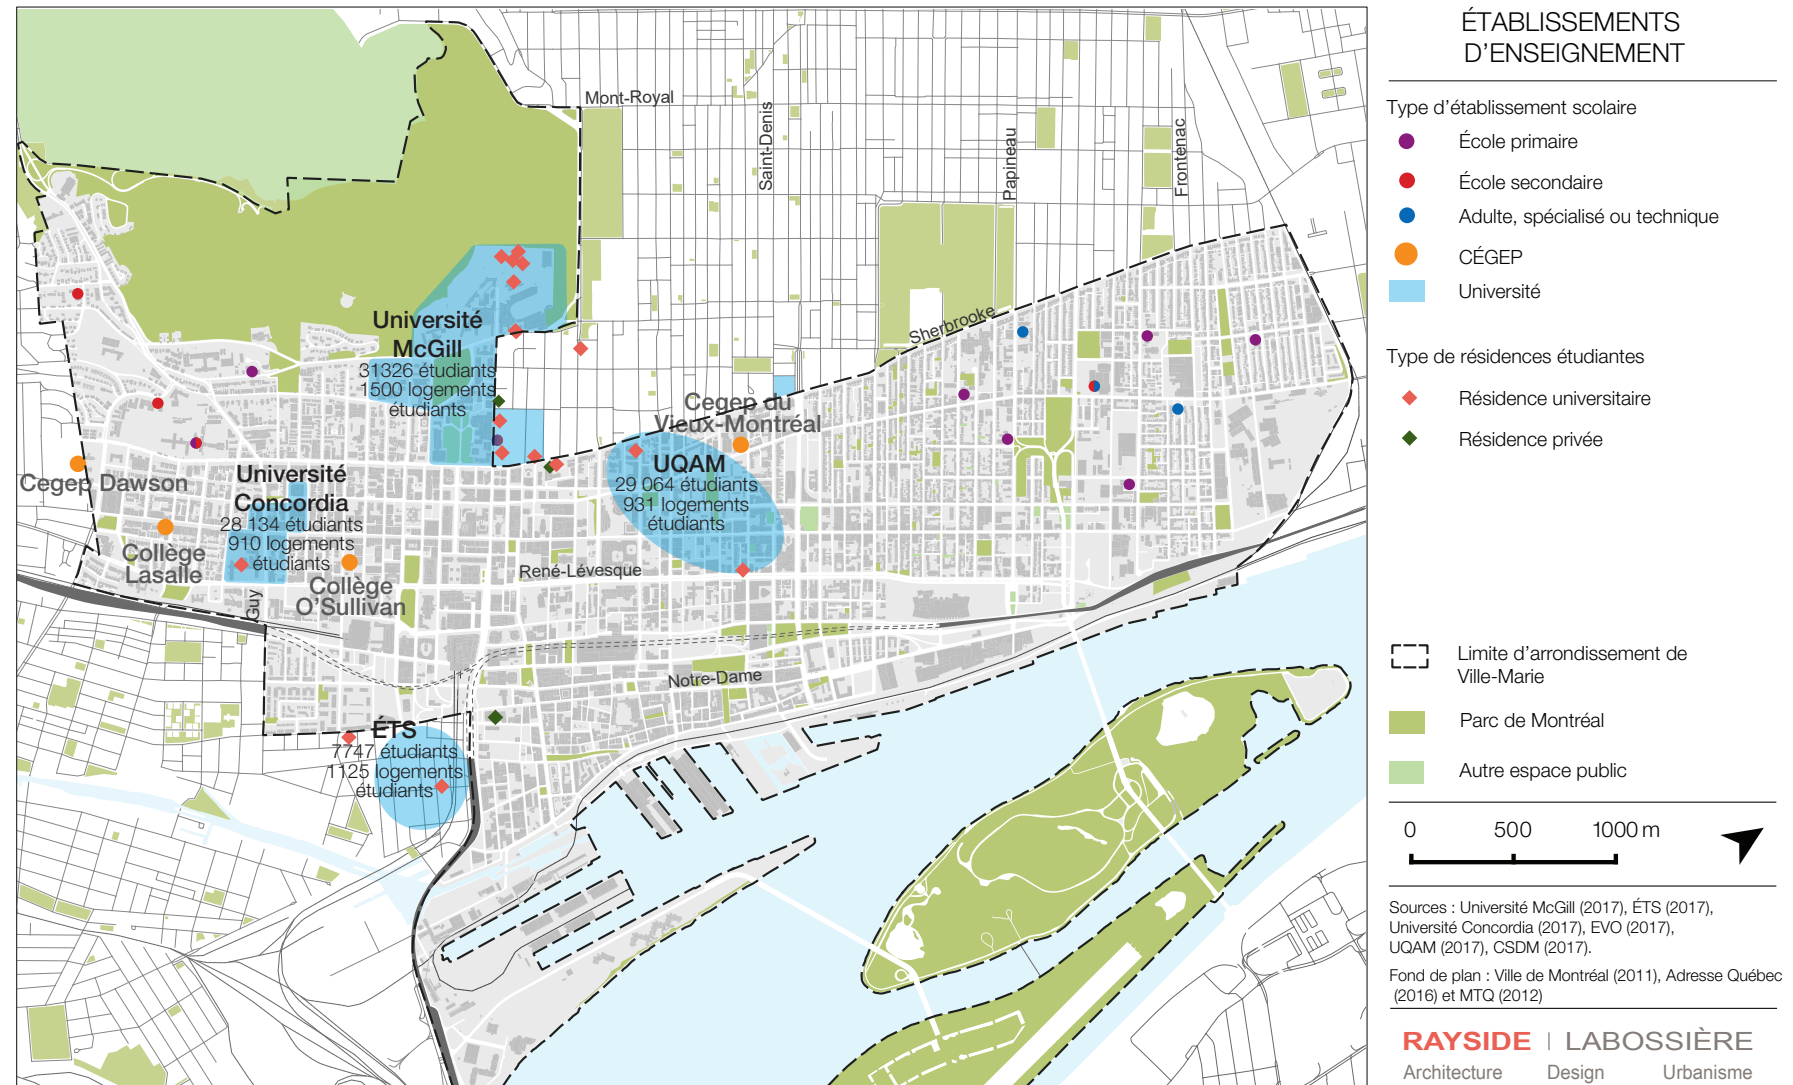 Mont-Royal
Saint-Denis
Papineau
Frontenac
Sherbrooke
Université
McGill
31326 étudiants
1500 logements
étudiants
Cegep du
Vieux-Montréal
UQAM
29 064 étudiants
931 logements
étudiants
Cegep Dawson
Université
Concordia
28 134 étudiants
910 logements
étudiants
Collège
Lasalle
Collège
O'Sullivan
Guy
René-Lévesque
Notre-Dame
ÉTS
7747 étudiants
1125 logements
étudiants
ÉTABLISSEMENTS
D'ENSEIGNEMENT
Type d'établissement scolaire
École primaire
École secondaire
Adulte, spécialisé ou technique
CÉGEP
Université
Type de résidences étudiantes
Résidence universitaire
Résidence privée
Limite d'arrondissement de
Ville-Marie
Parc de Montréal
Autre espace public
0 500 1000 m
Sources : Université McGill (2017), ÉTS (2017),
Université Concordia (2017), EVO (2017),
UQAM (2017), CSDM (2017).
Fond de plan : Ville de Montréal (2011), Adresse Québec
(2016) et MTQ (2012)
RAYSIDE | LABOSSIÈRE
Architecture Design Urbanisme